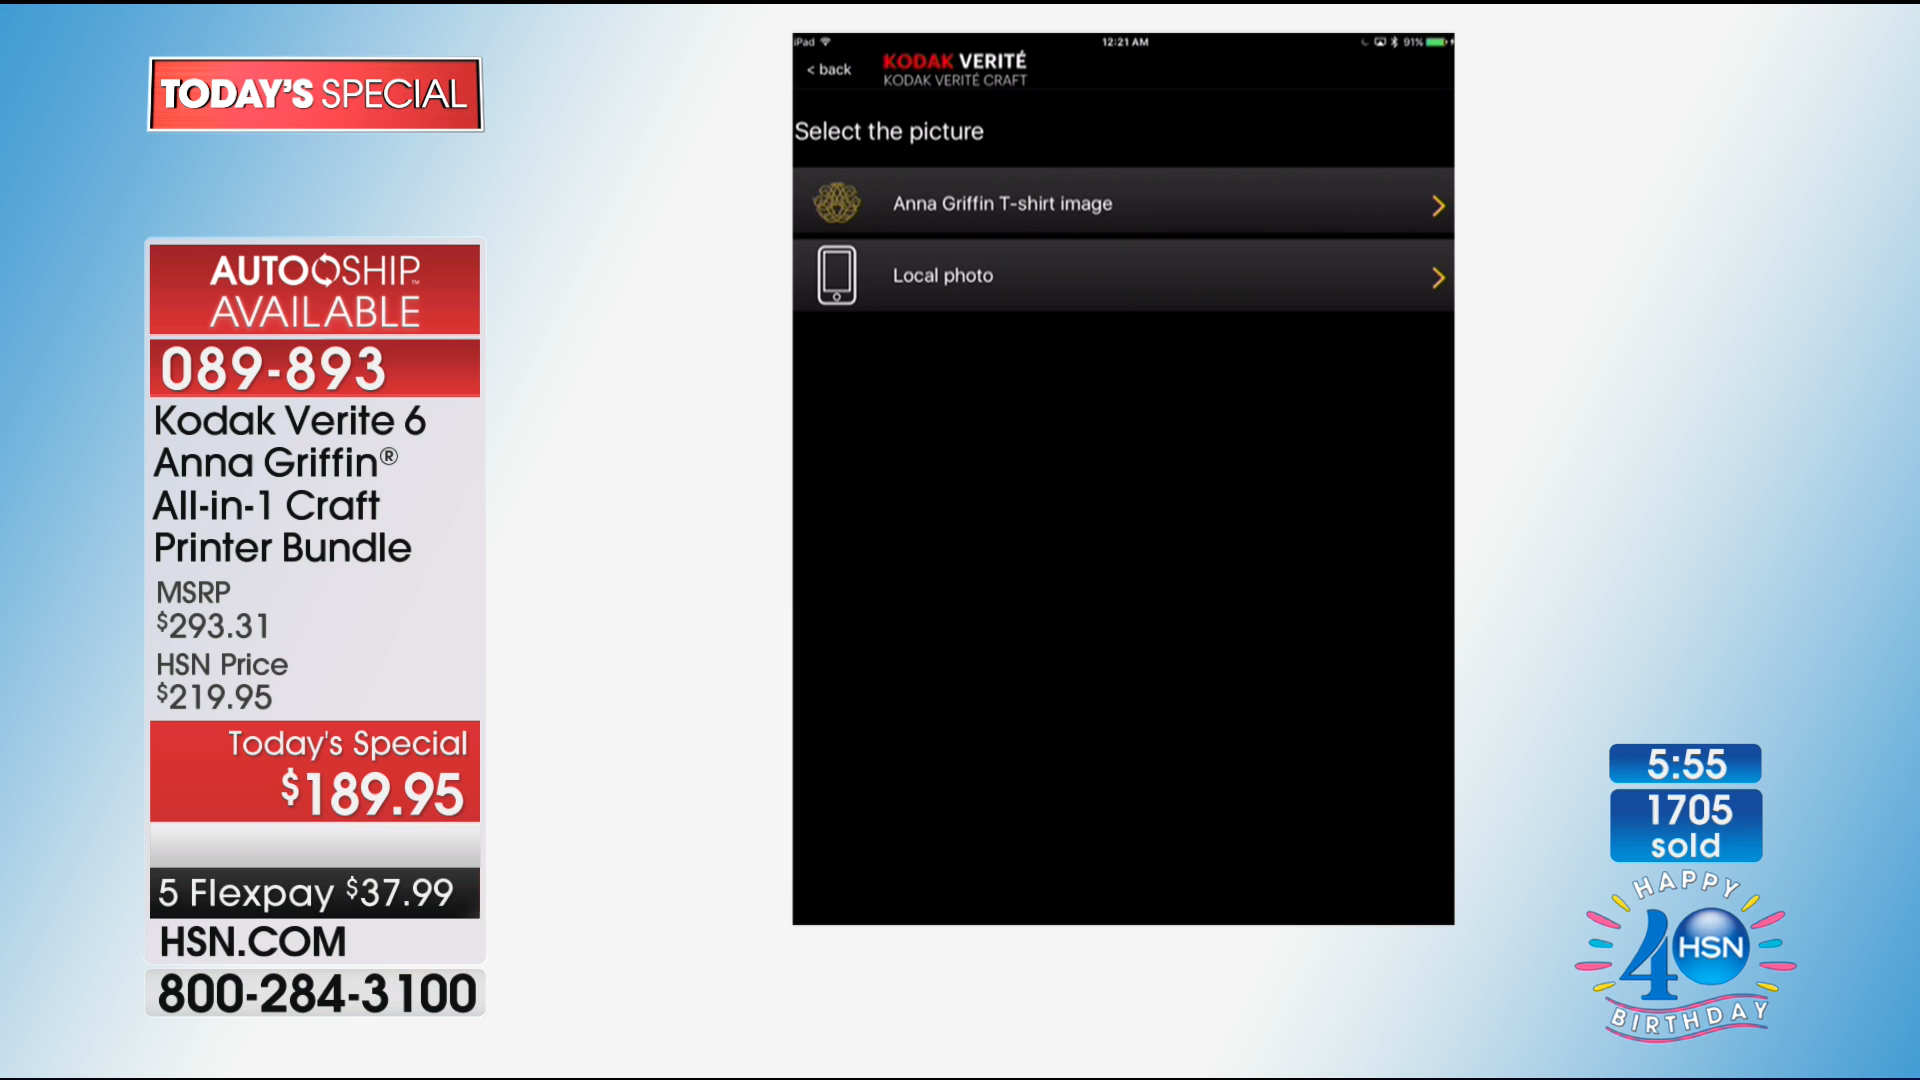 TODAY'S SPECIAL
AUTOSHIP™
AVAILABLE
089-893
Kodak Verite 6
Anna Griffin®
All-in-1 Craft
Printer Bundle
MSRP
$293.31
HSN Price
$219.95
Today's Special
$189.95
5 Flexpay $37.99
HSN.COM
800-284-3100
iPad 12:21 AM 91%
< back
KODAK VERITÉ
KODAK VERITÉ CRAFT
Select the picture
Anna Griffin T-shirt image
Local photo
5:55
1705
sold
HAPPY
40
HSN
BIRTHDAY